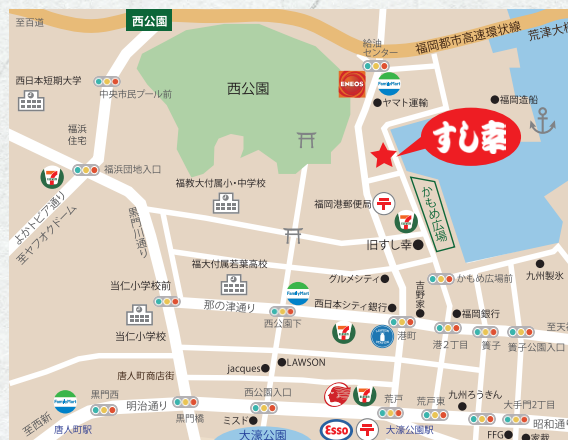 至百道
西公園
福岡都市高速環状線
荒津大橋
給油
センター
ENEOS
FamilyMart
ヤマト運輸
福岡造船
西日本短期大学
中央市民プール前
西公園
すし幸
福浜
住宅
福浜団地入口
福教大付属小・中学校
福岡港郵便局
かもめ広場
よかトピア通り
至ヤフオクドーム
黒門川通り
旧すし幸
福大付属若葉高校
グルメシティ
かもめ広場前
九州製氷
当仁小学校前
FamilyMart
西日本シティ銀行
吉野家
福岡銀行
那の津通り
西公園下
港町
港2丁目
簀子
簀子公園入口
至天
当仁小学校
唐人町商店街
jacques
LAWSON
黒門西
FamilyMart
明治通り
黒門橋
西公園入口
荒戸
荒戸東
九州ろうきん
大手門2丁目
至西新
唐人町駅
ミスド
大濠公園
Esso
大濠公園駅
昭和通り
FFG
家裁